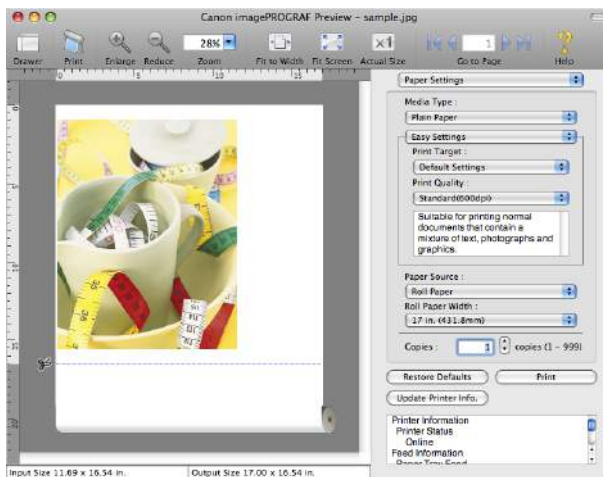 Canon imagePROGRAF Preview – sample.jpg
28%
1
Drawer Print Enlarge Reduce Zoom Fit to Width Fit Screen Actual Size Go to Page Help
Paper Settings
Media Type :
Plain Paper
Easy Settings
Print Target :
Default Settings
Print Quality :
Standard(600dpi)
Suitable for printing normal
documents that contain a
mixture of text, photographs and
graphics.
Paper Source :
Roll Paper
Roll Paper Width :
17 in. (431.8mm)
Copies : 1 copies (1 – 999)
Restore Defaults Print
Update Printer Info.
Printer Information
Printer Status
Online
Feed Information
Paper Tray Feed
Input Size 11.69 x 16.54 in. Output Size 17.00 x 16.54 in.